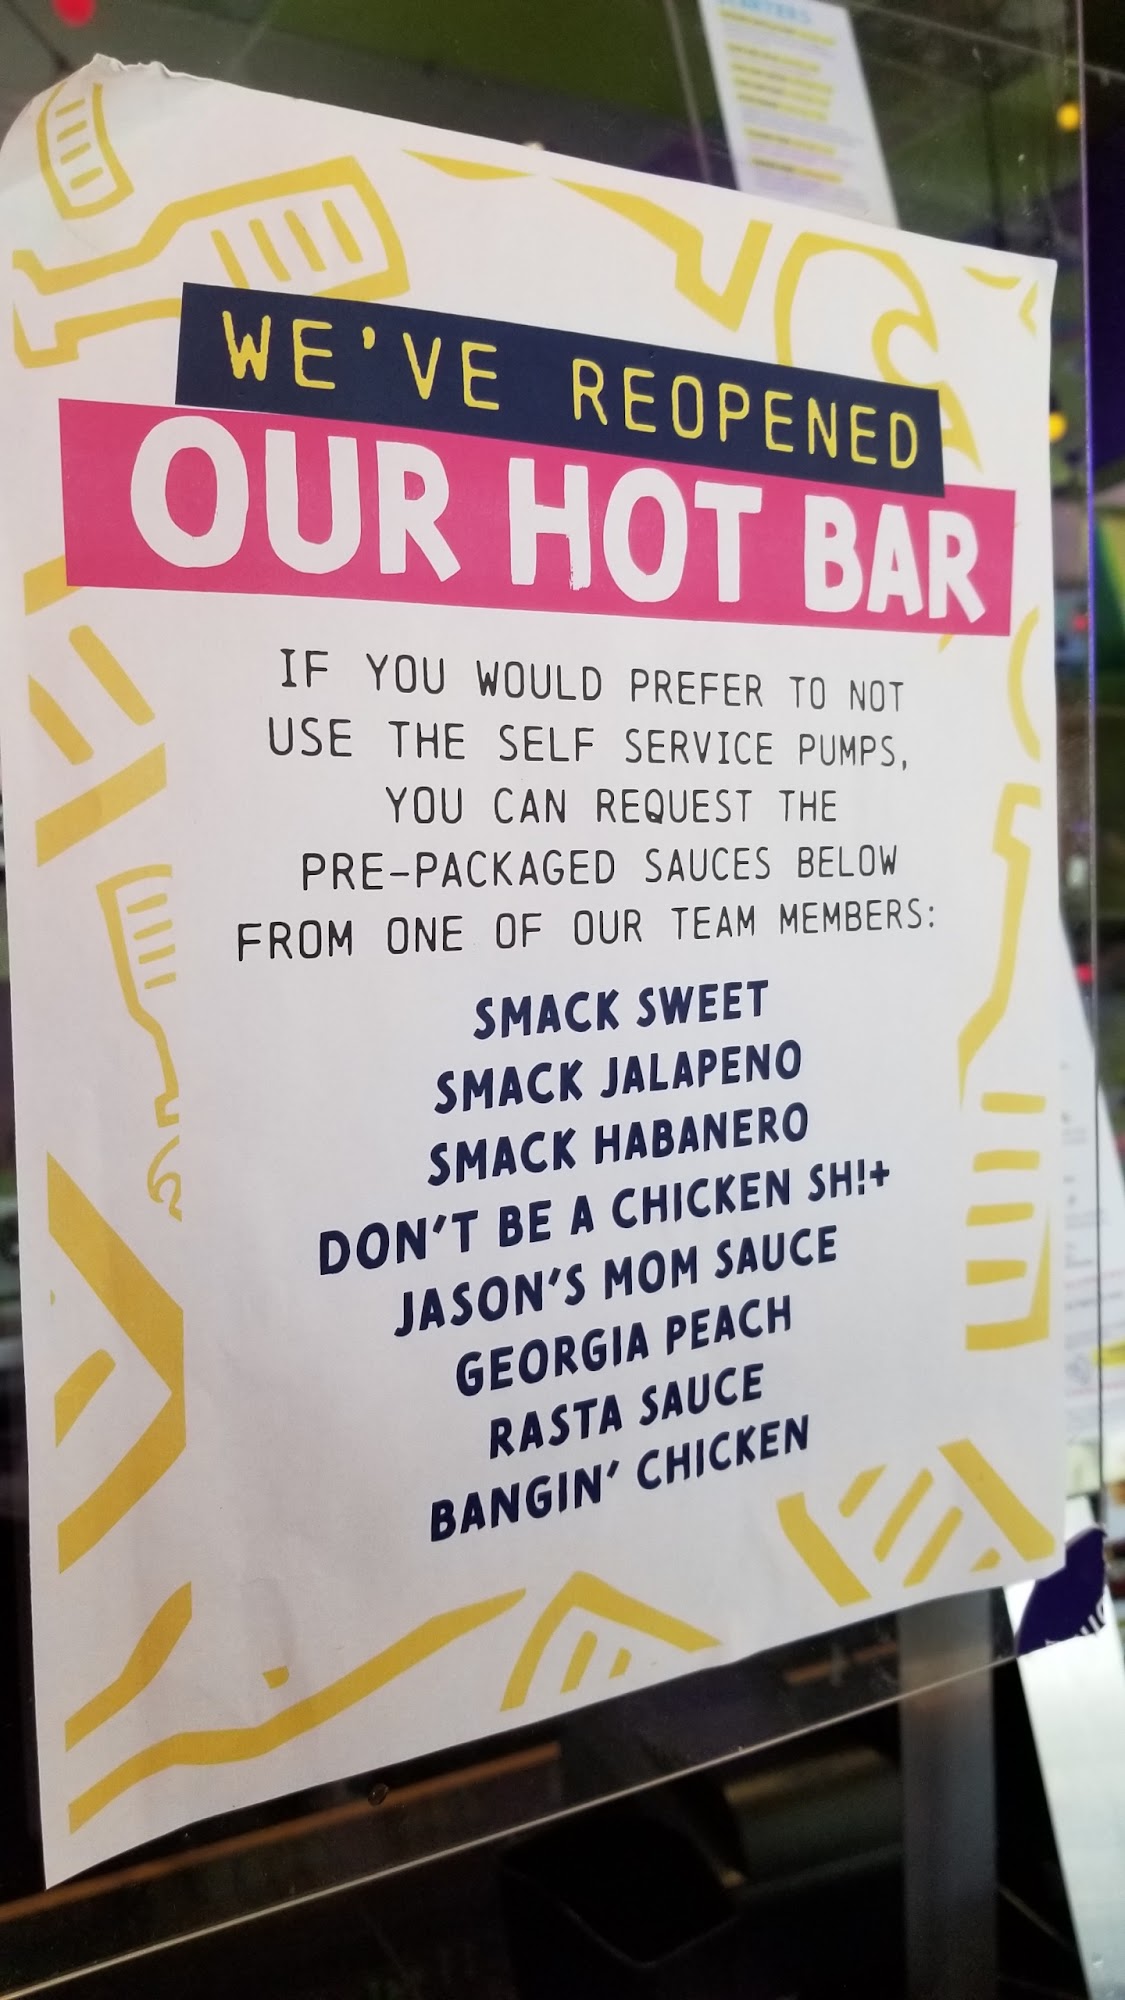 WE'VE REOPENED
OUR HOT BAR
IF YOU WOULD PREFER TO NOT
USE THE SELF SERVICE PUMPS,
YOU CAN REQUEST THE
PRE-PACKAGED SAUCES BELOW
FROM ONE OF OUR TEAM MEMBERS:
SMACK SWEET
SMACK JALAPENO
SMACK HABANERO
DON'T BE A CHICKEN SH!+
JASON'S MOM SAUCE
GEORGIA PEACH
RASTA SAUCE
BANGIN' CHICKEN